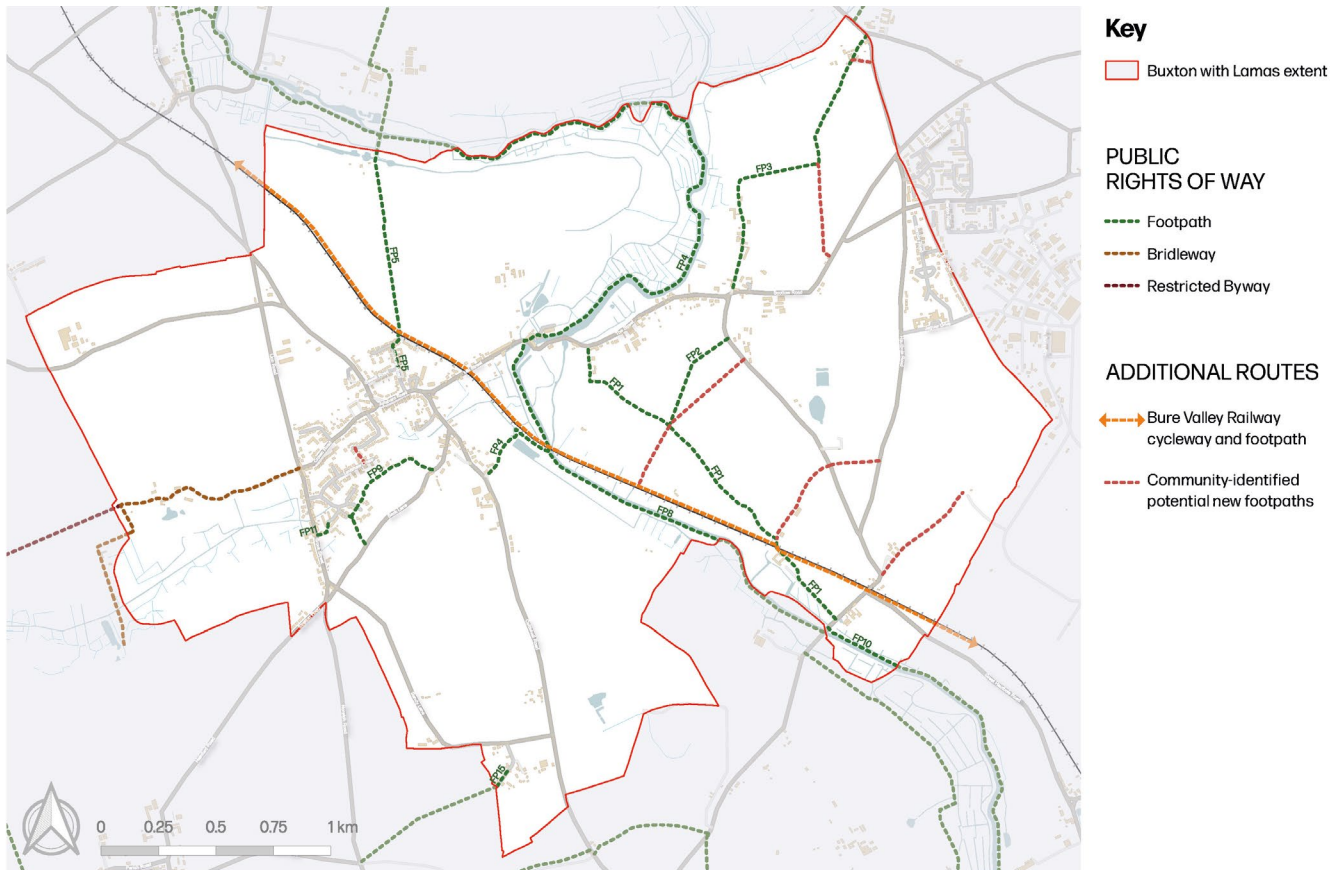 Key
Buxton with Lamas extent
PUBLIC
RIGHTS OF WAY
Footpath
Bridleway
Restricted Byway
ADDITIONAL ROUTES
Bure Valley Railway
cycleway and footpath
Community-identified
potential new footpaths
FP3
FP5
FP4
FP5
FP2
FP1
FP4
FP9
FP1
FP8
FP11
FP1
FP10
FP15
0 0.25 0.5 0.75 1 km